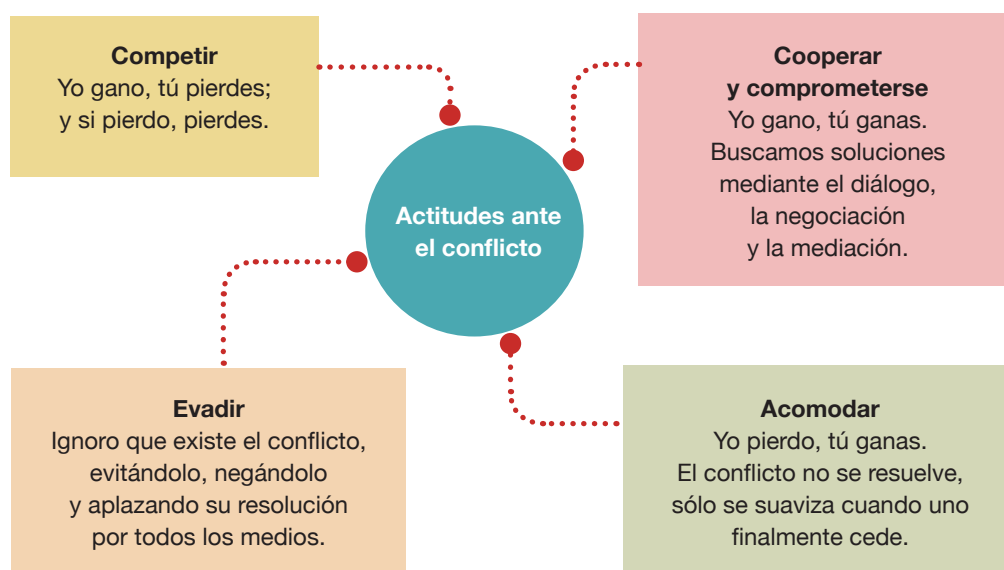 Competir
Yo gano, tú pierdes;
y si pierdo, pierdes.
Cooperar
y comprometerse
Yo gano, tú ganas.
Buscamos soluciones
mediante el diálogo,
la negociación
y la mediación.
Actitudes ante
el conflicto
Evadir
Ignoro que existe el conflicto,
evitándolo, negándolo
y aplazando su resolución
por todos los medios.
Acomodar
Yo pierdo, tú ganas.
El conflicto no se resuelve,
sólo se suaviza cuando uno
finalmente cede.